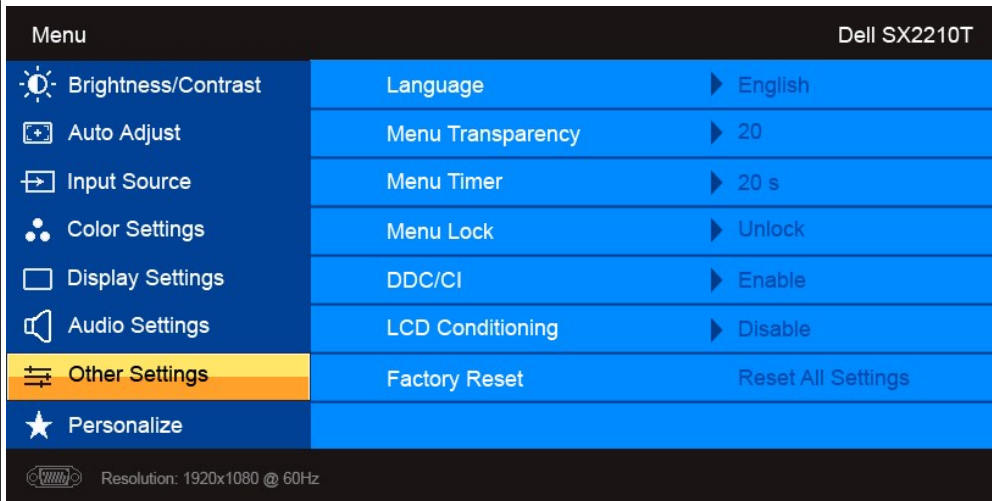 Menu Dell SX2210T
Brightness/Contrast Language English
Auto Adjust Menu Transparency 20
Input Source Menu Timer 20 s
Color Settings Menu Lock Unlock
Display Settings DDC/CI Enable
Audio Settings LCD Conditioning Disable
Other Settings Factory Reset Reset All Settings
Personalize
Resolution: 1920x1080 @ 60Hz